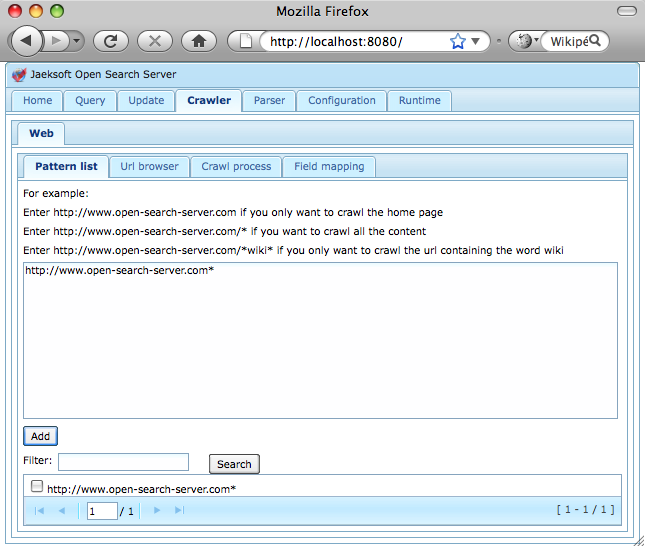 Mozilla Firefox
http://localhost:8080/
Wikipé
Jaeksoft Open Search Server
Home Query Update Crawler Parser Configuration Runtime
Web
Pattern list Url browser Crawl process Field mapping
For example:
Enter http://www.open-search-server.com if you only want to crawl the home page
Enter http://www.open-search-server.com/* if you want to crawl all the content
Enter http://www.open-search-server.com/*wiki* if you only want to crawl the url containing the word wiki
http://www.open-search-server.com*
Add
Filter: Search
http://www.open-search-server.com*
1 / 1 [ 1 - 1 / 1 ]